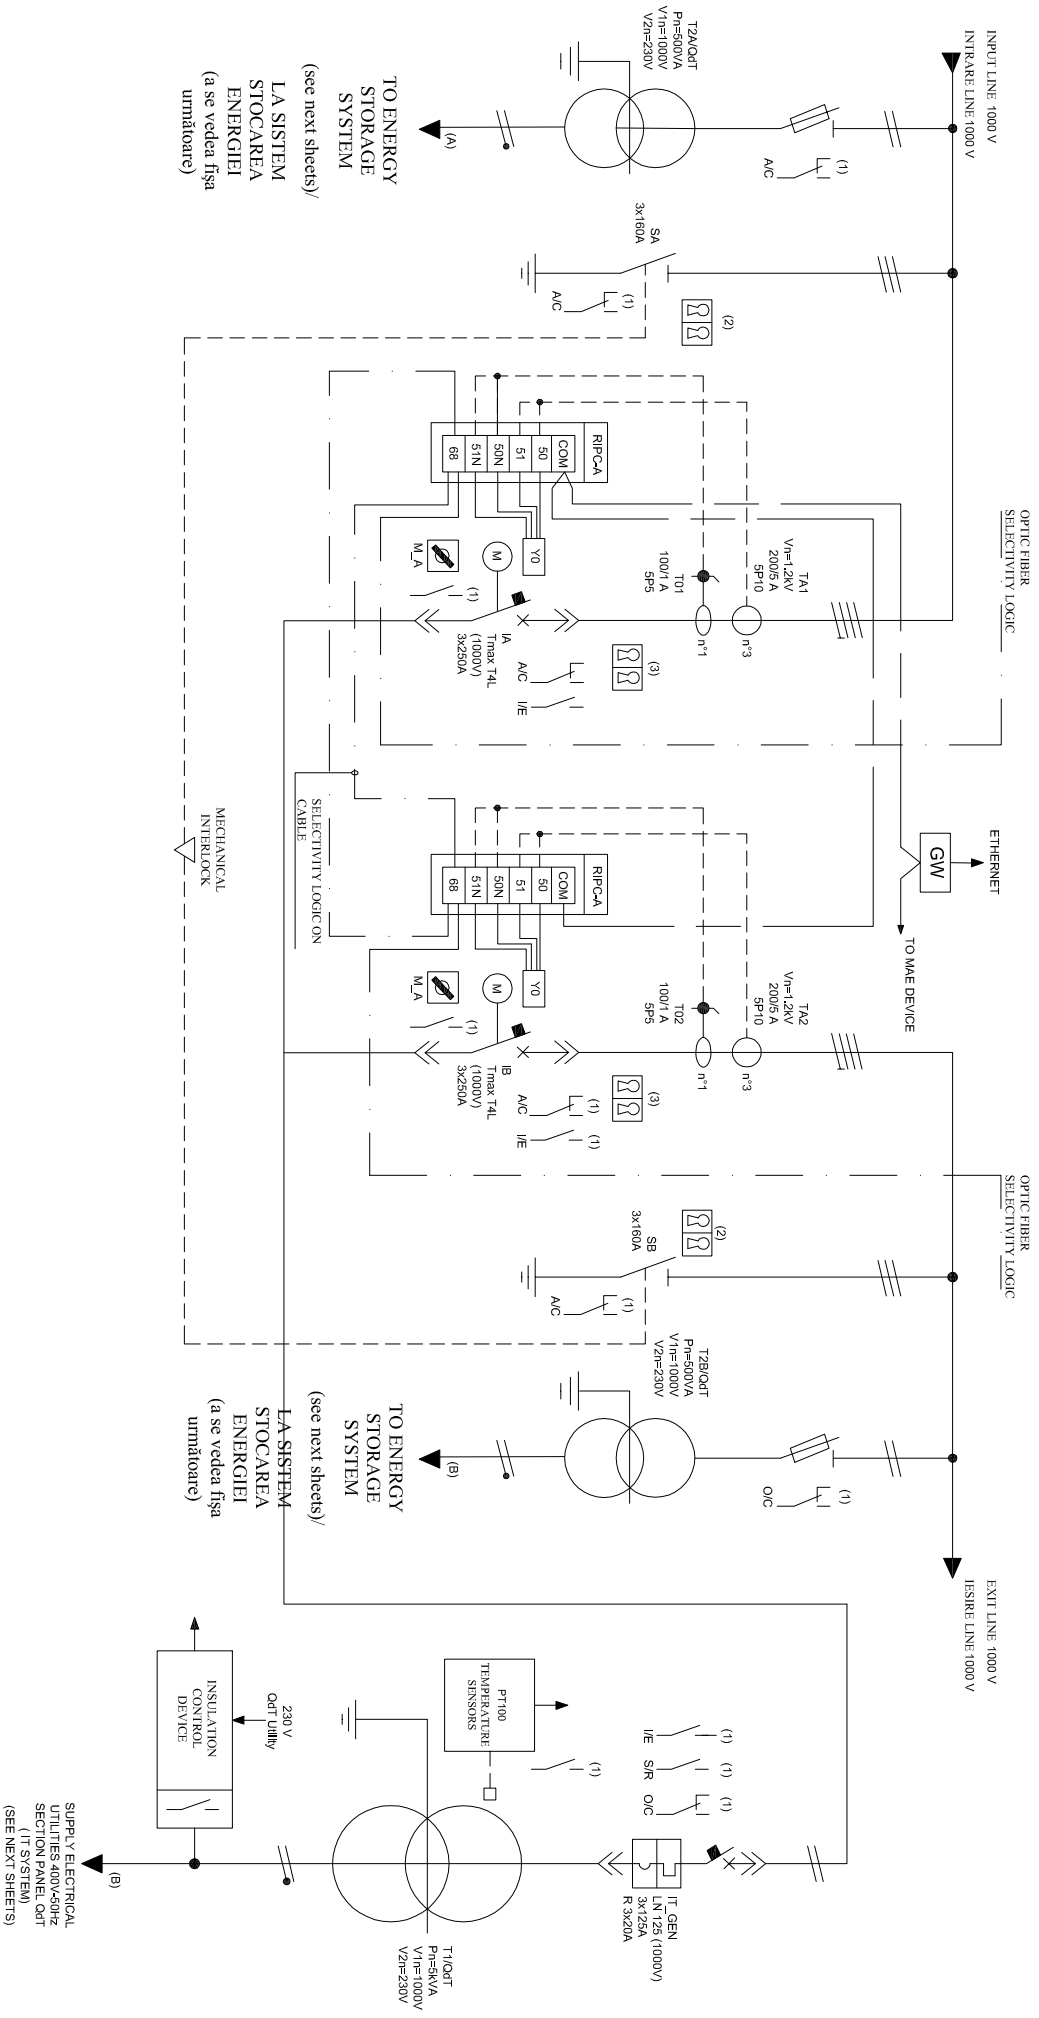 INPUT LINE 1000 V
INTRARE LINE 1000 V
T2A/QdT
Pn=500VA
V1n=1000V
V2n=230V
(1)
A/C
(A)
TO ENERGY
STORAGE
SYSTEM
(see next sheets)/
LA SISTEM
STOCAREA
ENERGIEI
(a se vedea fişa
următoare)
SA
3x160A
(1)
A/C
(2)
RIPC-A
COM
50
51
50N
51N
68
Y0
M
M_A
(1)
OPTIC FIBER
SELECTIVITY LOGIC
TA1
Vn=1.2kV
200/5 A
5P10
T01
100/1 A
5P5
n°3
n°1
IA
Tmax T4L
(1000V)
3x250A
(3)
A/C
I/E
SELECTIVITY LOGIC ON
CABLE
MECHANICAL
INTERLOCK
ETHERNET
GW
TO MAE DEVICE
RIPC-A
COM
50
51
50N
51N
68
Y0
M
M_A
(1)
TA2
Vn=1.2kV
200/5 A
5P10
T02
100/1 A
5P5
n°3
n°1
IB
Tmax T4L
(1000V)
3x250A
(3)
(1)
A/C
(1)
I/E
OPTIC FIBER
SELECTIVITY LOGIC
(2)
SB
3x160A
(1)
A/C
T2B/QdT
Pn=500VA
V1n=1000V
V2n=230V
(1)
O/C
(B)
TO ENERGY
STORAGE
SYSTEM
(see next sheets)/
LA SISTEM
STOCAREA
ENERGIEI
(a se vedea fişa
următoare)
EXIT LINE 1000 V
IESIRE LINE 1000 V
PT100
TEMPERATURE
SENSORS
(1)
(1)
I/E
(1)
S/R
(1)
O/C
IT_GEN
LN 125 (1000V)
3x125A
R 3x20A
T1/QdT
Pn=5kVA
V1n=1000V
V2n=230V
230 V
QdT Utility
INSULATION
CONTROL
DEVICE
(B)
SUPPLY ELECTRICAL
UTILITIES 400V-50Hz
SECTION PANEL QdT
( IT SYSTEM)
(SEE NEXT SHEETS)